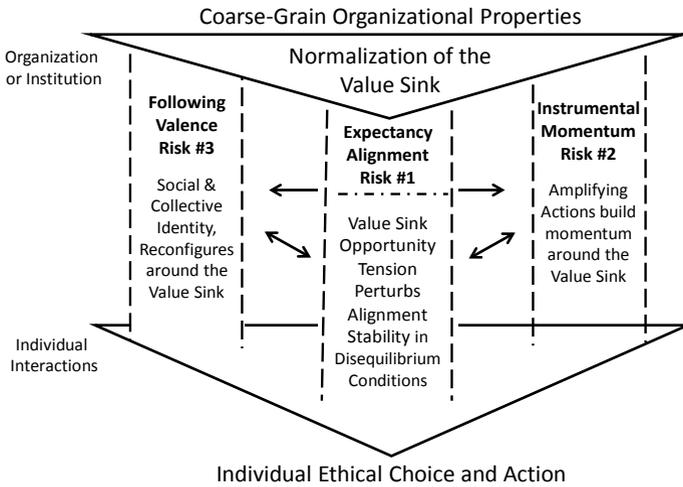 Coarse-Grain Organizational Properties
Organization
or Institution
Normalization of the
Value Sink
Following
Valence
Risk #3
Social &
Collective
Identity,
Reconfigures
around the
Value Sink
Expectancy
Alignment
Risk #1
Value Sink
Opportunity
Tension
Perturbs
Alignment
Stability in
Disequilibrium
Conditions
Instrumental
Momentum
Risk #2
Amplifying
Actions build
momentum
around the
Value Sink
Individual
Interactions
Individual Ethical Choice and Action